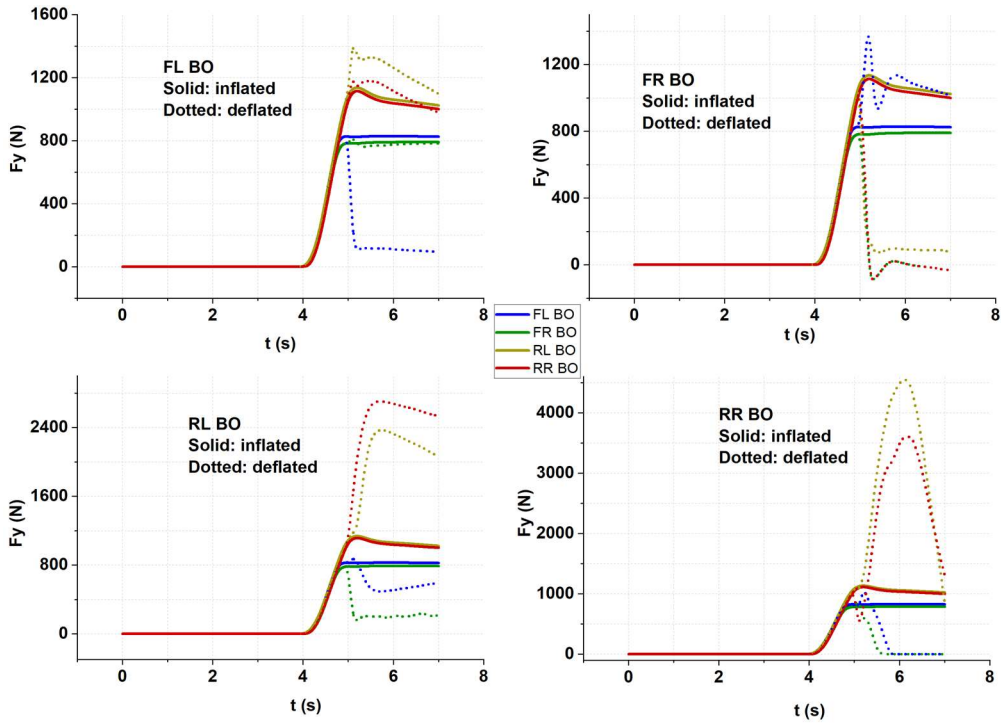 1600
1200
800
400
0
Fy (N)
FL BO
Solid: inflated
Dotted: deflated
0 2 4 6 8
t (s)
1200
800
400
0
Fy (N)
FR BO
Solid: inflated
Dotted: deflated
0 2 4 6 8
t (s)
FL BO
FR BO
RL BO
RR BO
2400
1600
800
0
Fy (N)
RL BO
Solid: inflated
Dotted: deflated
0 2 4 6 8
t (s)
4000
3000
2000
1000
0
Fy (N)
RR BO
Solid: inflated
Dotted: deflated
0 2 4 6 8
t (s)